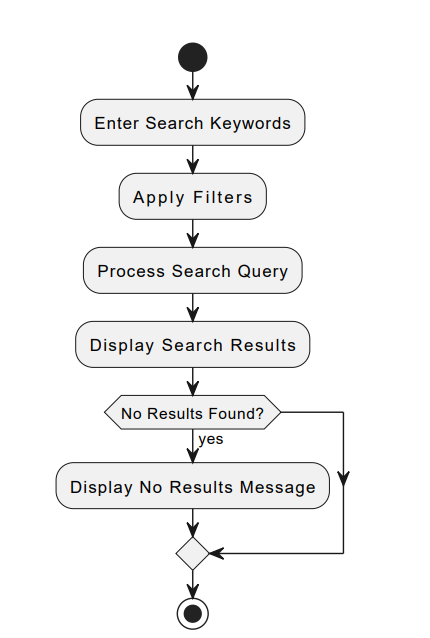 Enter Search Keywords
Apply Filters
Process Search Query
Display Search Results
No Results Found?
yes
Display No Results Message